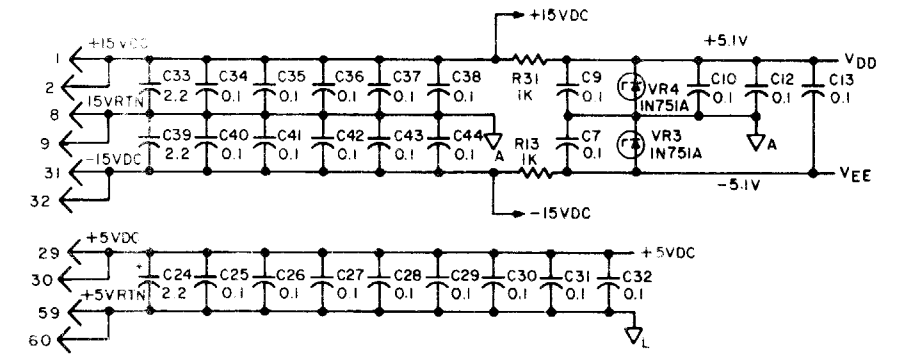 +15VDC
1 +15VDC
+5.1V
VDD
C33 C34 C35 C36 C37 C38
2.2 0.1 0.1 0.1 0.1 0.1
2
R31
1K
C9
0.1
VR4
1N751A
C10
0.1
C12
0.1
C13
0.1
8 15VRTN
A
A
9
C39 C40 C41 C42 C43 C44
2.2 0.1 0.1 0.1 0.1 0.1
R13
1K
C7
0.1
VR3
1N751A
31 -15VDC
VEE
-5.1V
32
-15VDC
29 +5VDC
+5VDC
30
+
C24 C25 C26 C27 C28 C29 C30 C31 C32
2.2 0.1 0.1 0.1 0.1 0.1 0.1 0.1 0.1
59 +5VRTN
60
L